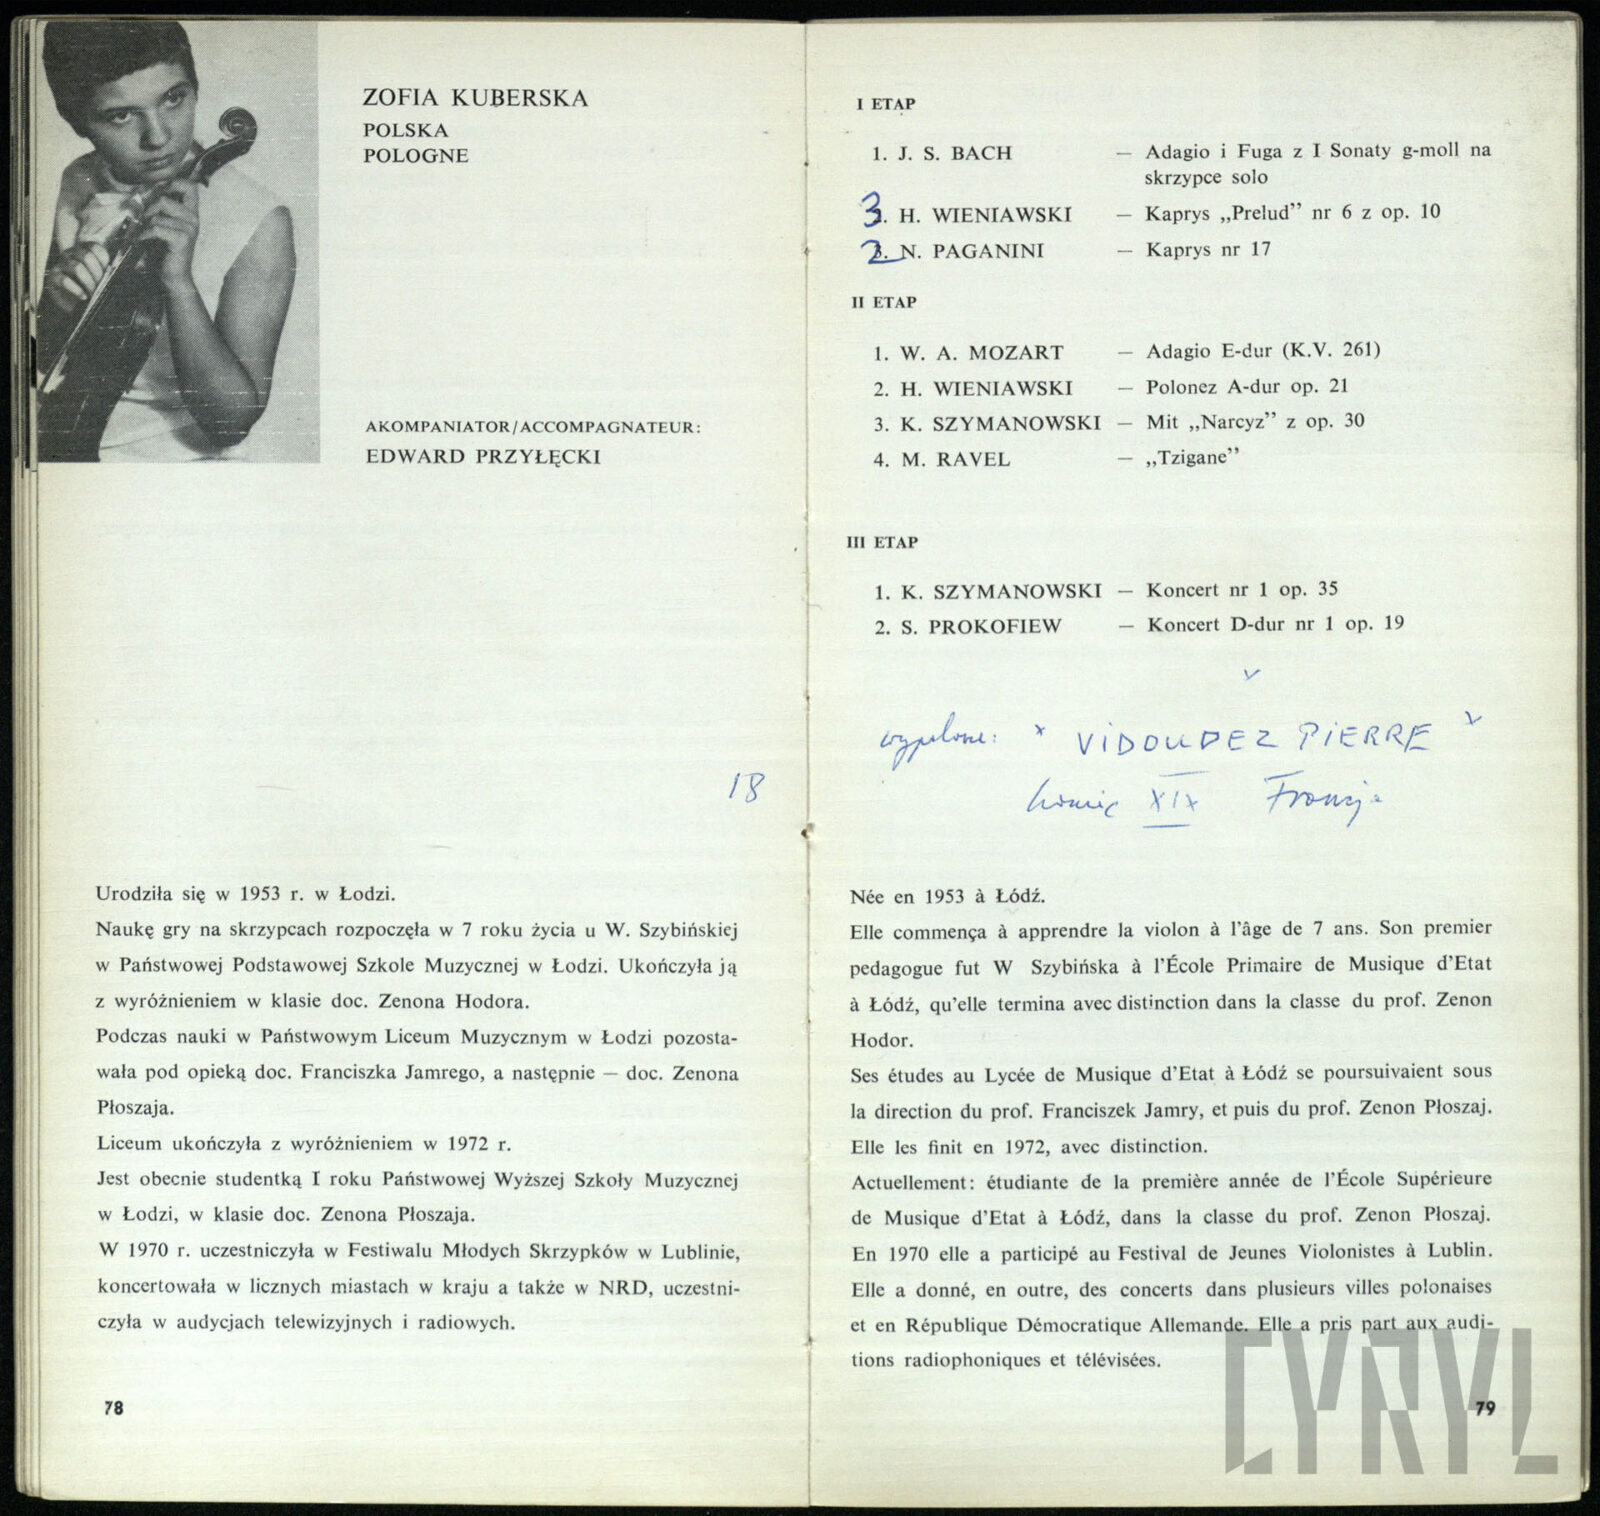 ZOFIA KUBERSKA
POLSKA
POLOGNE
AKOMPANIATOR/ACCOMPAGNATEUR:
EDWARD PRZYŁĘCKI
18
Urodziła się w 1953 r. w Łodzi.
Naukę gry na skrzypcach rozpoczęła w 7 roku życia u W. Szybińskiej
w Państwowej Podstawowej Szkole Muzycznej w Łodzi. Ukończyła ją
z wyróżnieniem w klasie doc. Zenona Hodora.
Podczas nauki w Państwowym Liceum Muzycznym w Łodzi pozosta-
wała pod opieką doc. Franciszka Jamrego, a następnie — doc. Zenona
Płoszaja.
Liceum ukończyła z wyróżnieniem w 1972 r.
Jest obecnie studentką I roku Państwowej Wyższej Szkoły Muzycznej
w Łodzi, w klasie doc. Zenona Płoszaja.
W 1970 r. uczestniczyła w Festiwalu Młodych Skrzypków w Lublinie,
koncertowała w licznych miastach w kraju a także w NRD, uczestni-
czyła w audycjach telewizyjnych i radiowych.
78
I ETAP
1. J. S. BACH — Adagio i Fuga z I Sonaty g-moll na
skrzypce solo
3 2. H. WIENIAWSKI — Kaprys „Prelud” nr 6 z op. 10
2 3. N. PAGANINI — Kaprys nr 17
II ETAP
1. W. A. MOZART — Adagio E-dur (K.V. 261)
2. H. WIENIAWSKI — Polonez A-dur op. 21
3. K. SZYMANOWSKI — Mit „Narcyz” z op. 30
4. M. RAVEL — „Tzigane”
III ETAP
1. K. SZYMANOWSKI — Koncert nr 1 op. 35
2. S. PROKOFIEW — Koncert D-dur nr 1 op. 19
VIDOUDEZ PIERRE
koniec XIX Francja
Née en 1953 à Łódź.
Elle commença à apprendre la violon à l’âge de 7 ans. Son premier
pedagogue fut W Szybińska à l’École Primaire de Musique d’Etat
à Łódź, qu’elle termina avec distinction dans la classe du prof. Zenon
Hodor.
Ses études au Lycée de Musique d’Etat à Łódź se poursuivaient sous
la direction du prof. Franciszek Jamry, et puis du prof. Zenon Płoszaj.
Elle les finit en 1972, avec distinction.
Actuellement: étudiante de la première année de l’École Supérieure
de Musique d’Etat à Łódź, dans la classe du prof. Zenon Płoszaj.
En 1970 elle a participé au Festival de Jeunes Violonistes à Lublin.
Elle a donné, en outre, des concerts dans plusieurs villes polonaises
et en République Démocratique Allemande. Elle a pris part aux audi-
tions radiophoniques et télévisées.
79
CYRYL